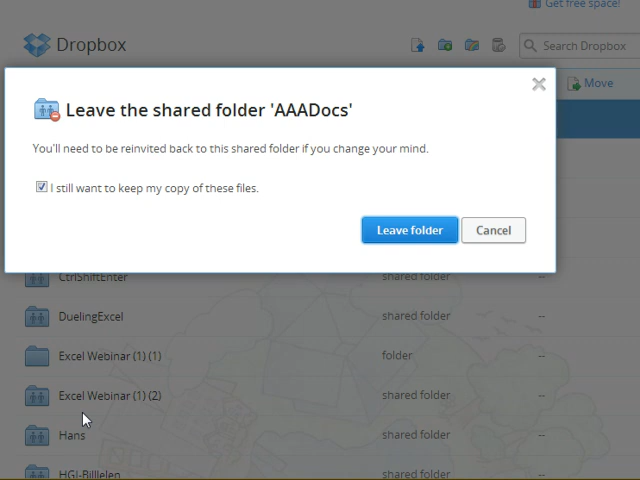 Get free space!
Dropbox
Search Dropbox
Move
Leave the shared folder 'AAADocs'
You'll need to be reinvited back to this shared folder if you change your mind.
I still want to keep my copy of these files.
Leave folder Cancel
CtrlShiftEnter shared folder --
DuelingExcel shared folder --
Excel Webinar (1) (1) folder --
Excel Webinar (1) (2) shared folder --
Hans shared folder --
HGI-Billlelen shared folder --